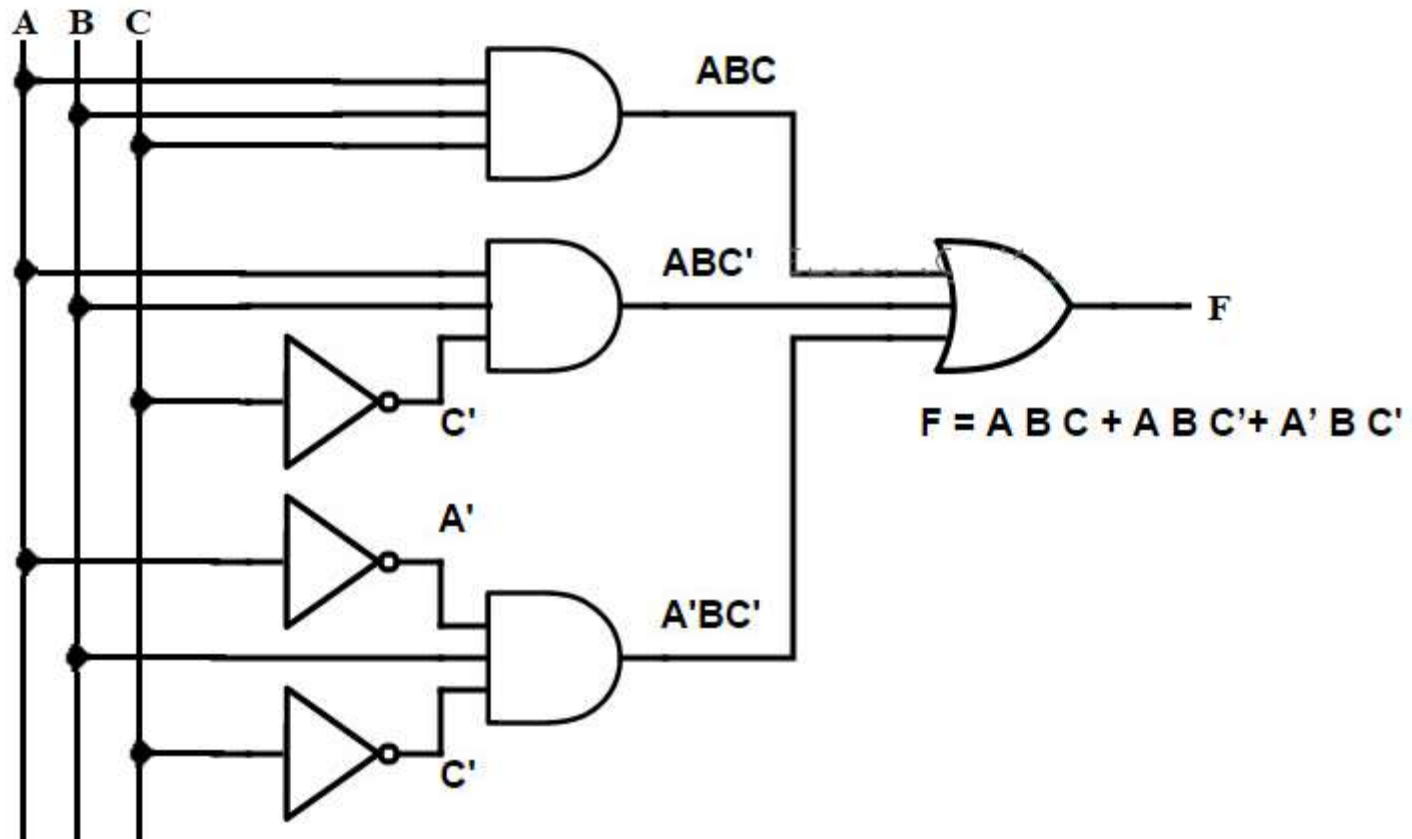 A B C
ABC
ABC'
F
C'
F = A B C + A B C’+ A’ B C'
A'
A'BC'
C'